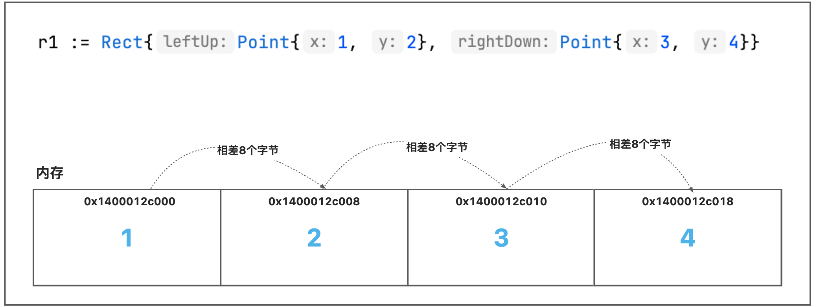 r1 := Rect{leftUp: Point{x: 1, y: 2}, rightDown: Point{x: 3, y: 4}}
相差8个字节 相差8个字节 相差8个字节
内存
0x1400012c000 0x1400012c008 0x1400012c010 0x1400012c018
1 2 3 4